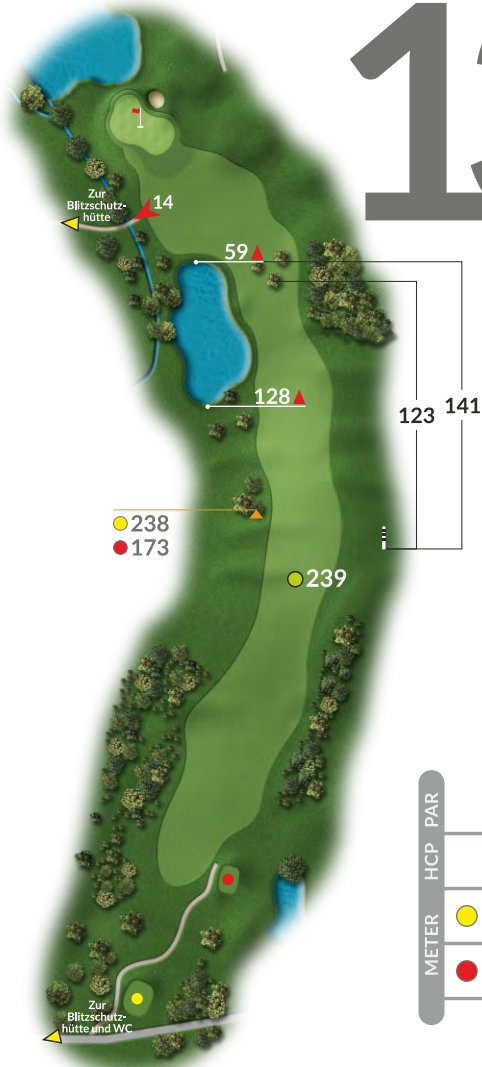 13
Zur
Blitzschutz-
hütte
14
59
128
123
141
238
173
239
PAR
HCP
METER
Zur
Blitzschutz-
hütte und WC